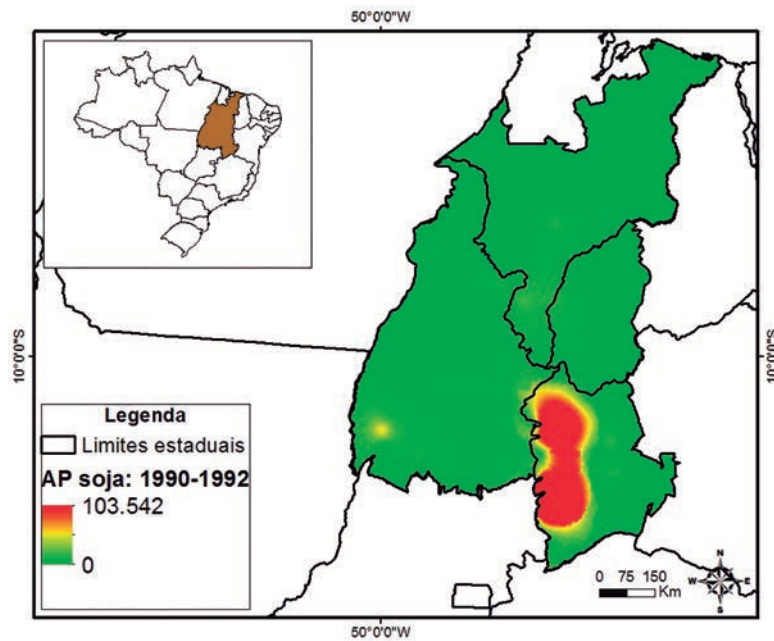 50°0'0"W
10°0'0"S
10°0'0"S
Legenda
Limites estaduais
AP soja: 1990-1992
103.542
0
N
W E
S
0 75 150
Km
50°0'0"W